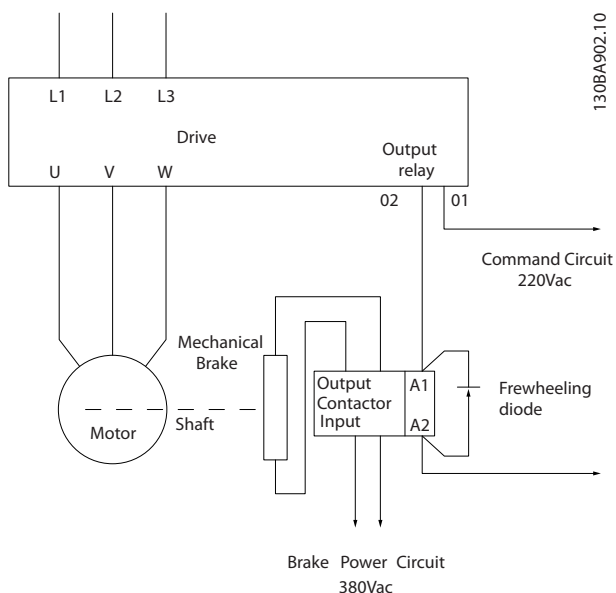 130BA902.10
L1 L2 L3
Drive
U V W
Output
relay
02 01
Command Circuit
220Vac
Mechanical
Brake
Output
Contactor
Input
A1
A2
Frewheeling
diode
Shaft
Motor
Brake Power Circuit
380Vac